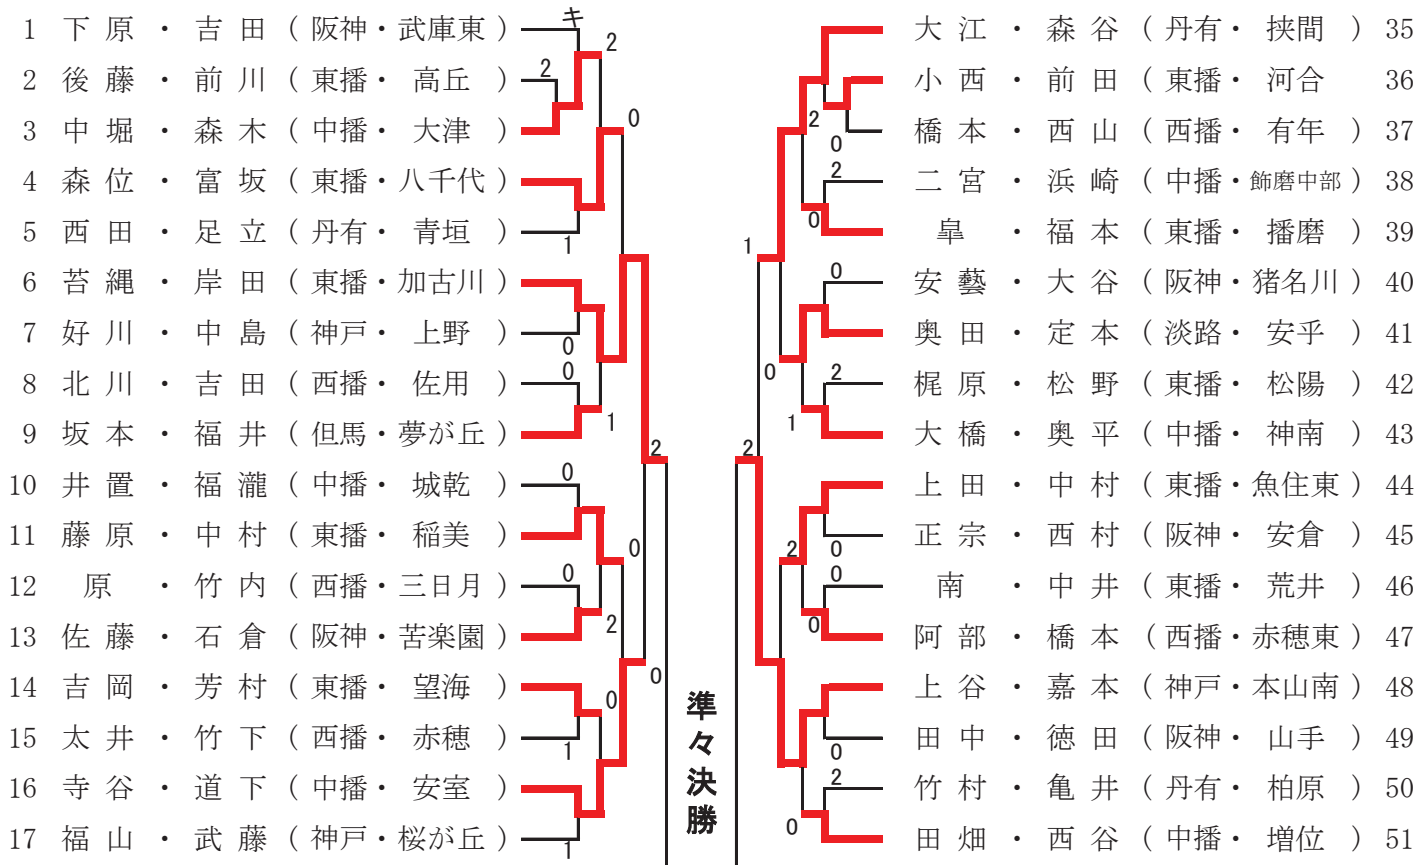 1 下原・吉田（阪神・武庫東）
2 後藤・前川（東播・高丘）
3 中堀・森木（中播・大津）
4 森位・富坂（東播・八千代）
5 西田・足立（丹有・青垣）
6 苔縄・岸田（東播・加古川）
7 好川・中島（神戸・上野）
8 北川・吉田（西播・佐用）
9 坂本・福井（但馬・夢が丘）
10 井置・福瀧（中播・城乾）
11 藤原・中村（東播・稲美）
12 原・竹内（西播・三日月）
13 佐藤・石倉（阪神・苦楽園）
14 吉岡・芳村（東播・望海）
15 太井・竹下（西播・赤穂）
16 寺谷・道下（中播・安室）
17 福山・武藤（神戸・桜が丘）
キ
2
2
0
1
0
0
1
2
0
0
0
2
0
0
1
1
準々決勝
大江・森谷（丹有・挟間）35
小西・前田（東播・河合）36
橋本・西山（西播・有年）37
二宮・浜崎（中播・飾磨中部）38
皐・福本（東播・播磨）39
安藝・大谷（阪神・猪名川）40
奥田・定本（淡路・安乎）41
梶原・松野（東播・松陽）42
大橋・奥平（中播・神南）43
上田・中村（東播・魚住東）44
正宗・西村（阪神・安倉）45
南・中井（東播・荒井）46
阿部・橋本（西播・赤穂東）47
上谷・嘉本（神戸・本山南）48
田中・徳田（阪神・山手）49
竹村・亀井（丹有・柏原）50
田畑・西谷（中播・増位）51
2
0
2
0
1
0
0
2
1
2
2
0
0
0
0
2
0